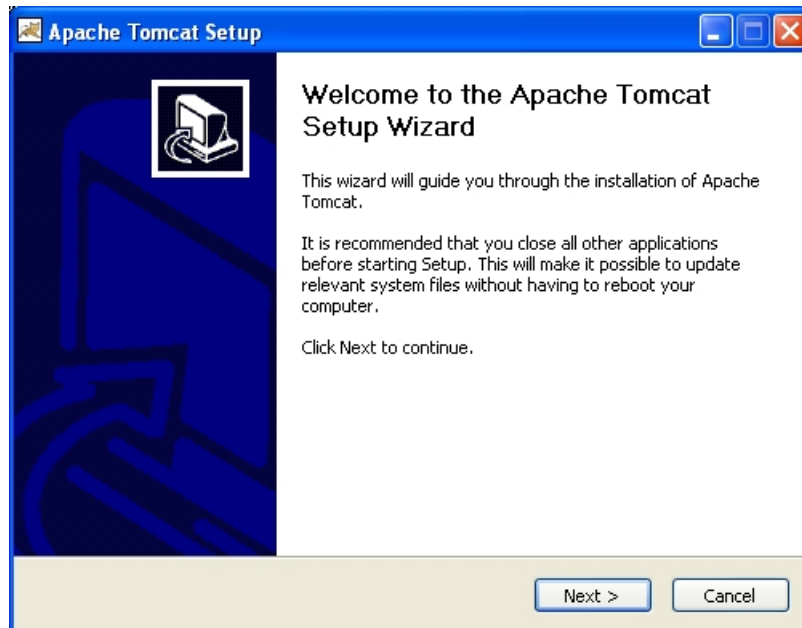 Apache Tomcat Setup
Welcome to the Apache Tomcat
Setup Wizard
This wizard will guide you through the installation of Apache
Tomcat.
It is recommended that you close all other applications
before starting Setup. This will make it possible to update
relevant system files without having to reboot your
computer.
Click Next to continue.
Next >
Cancel